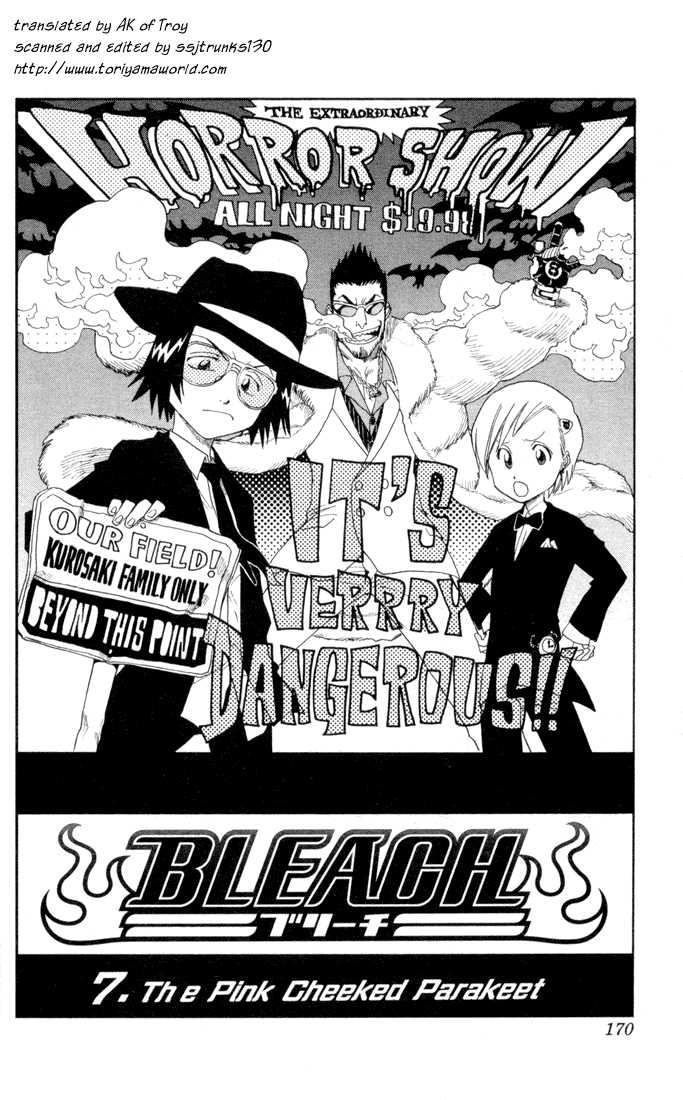 translated by AK of Troy
scanned and edited by ssjtrunks130
http://www.toriyamaworld.com
THE EXTRAORDINARY
HORROR SHOW
ALL NIGHT $19.98
8
OUR FIELD!
KUROSAKI FAMILY ONLY
BEYOND THIS POINT
IT'S
VERRRY
DANGEROUS!!
BLEACH
ブリーチ
7. The Pink Cheeked Parakeet
170